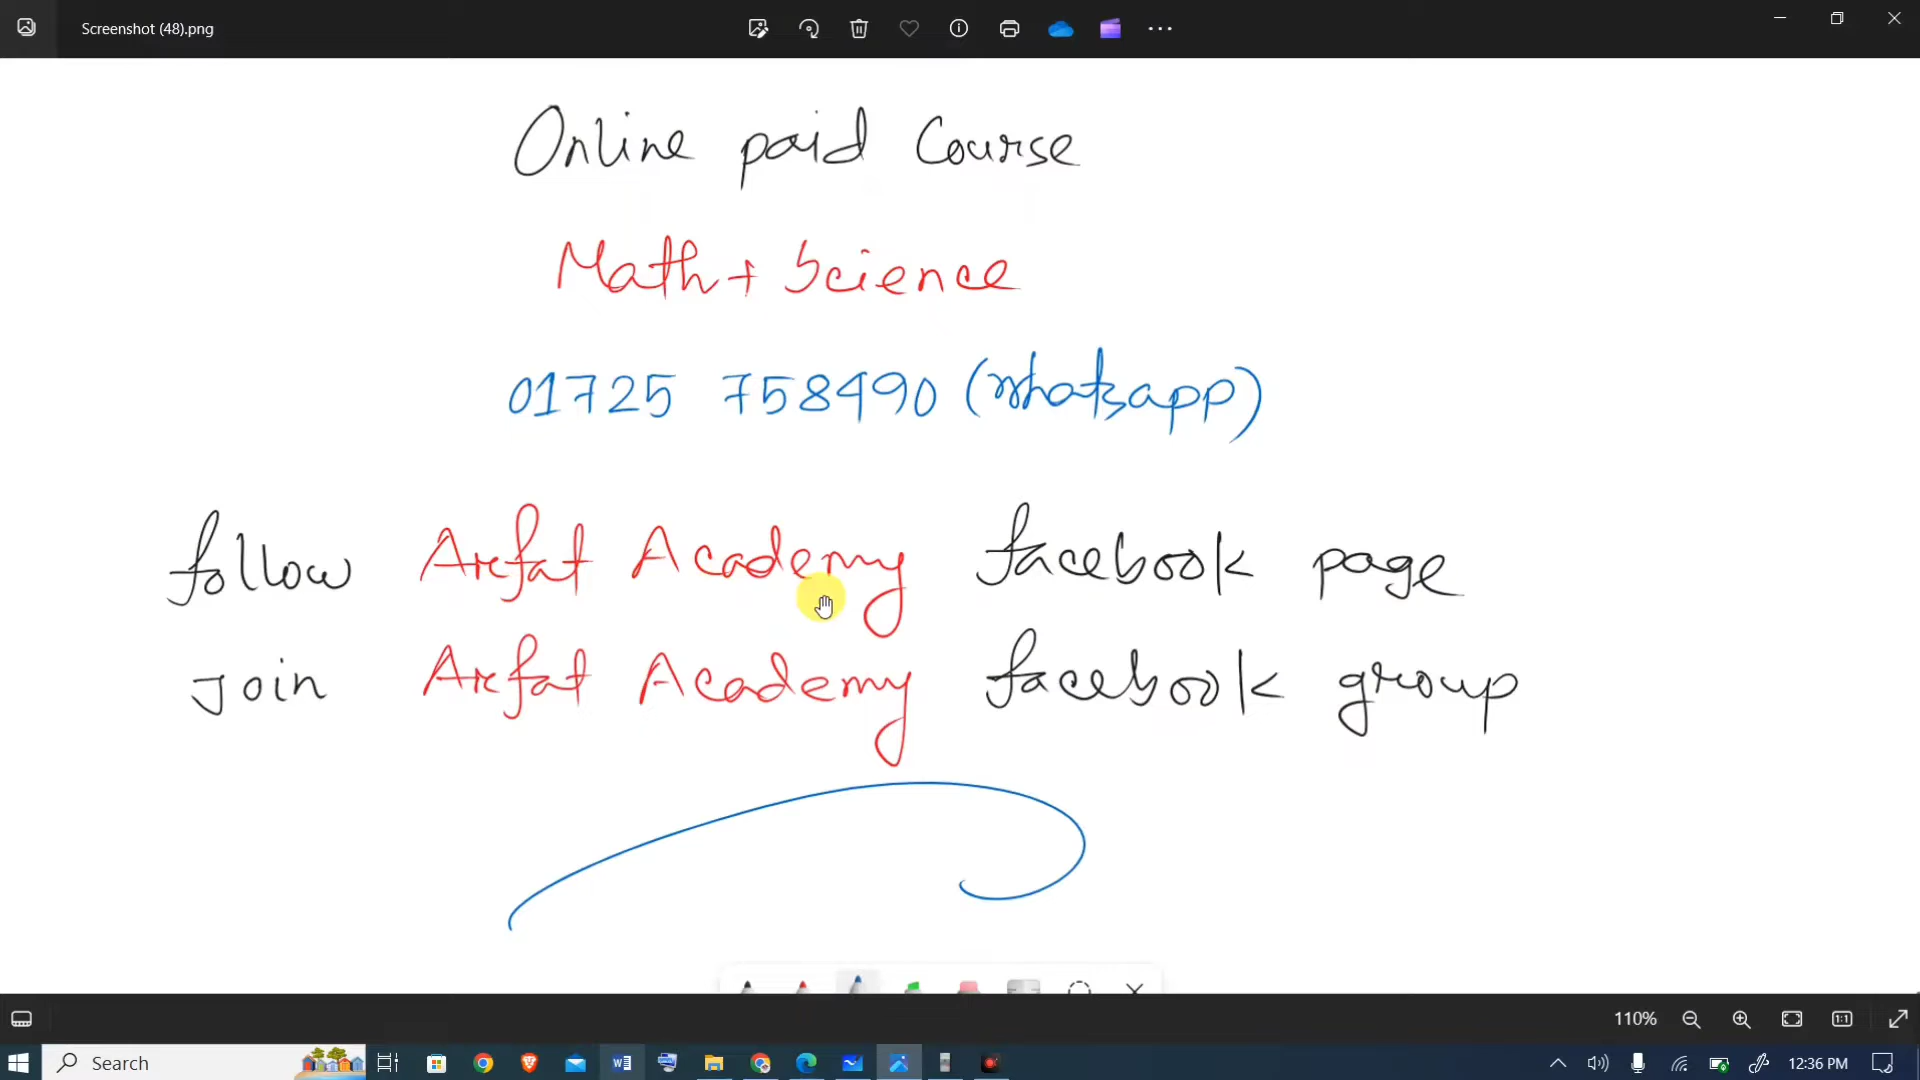 Screenshot (48).png
Online paid Course
Math + Science
01725 758490 (whatsapp)
follow Arfat Academy facebook page
join Arfat Academy facebook group
110%
Search
12:36 PM